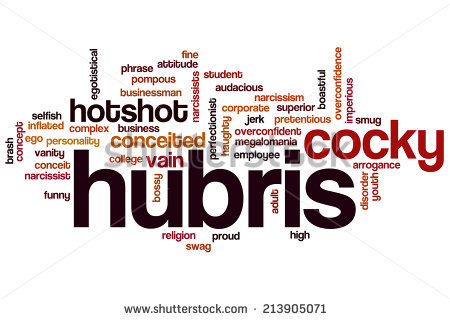 fine
attitude
phrase
egotistical
pompous
student
businessman
narcissists
audacious
boastful
overconfidence
imperious
narcissism
hotshot
corporate
superior
selfish
perfectionist
jerk
pretentious
smug
inflated
complex
business
haughty
overconfident
brash
concept
ego
personality
conceited
megalomania
cocky
vanity
college
vain
employee
conceit
arrogance
narcissist
hubris
funny
bossy
adult
disorder
youth
religion
proud
high
swag
shutterstock
www.shutterstock.com · 213905071